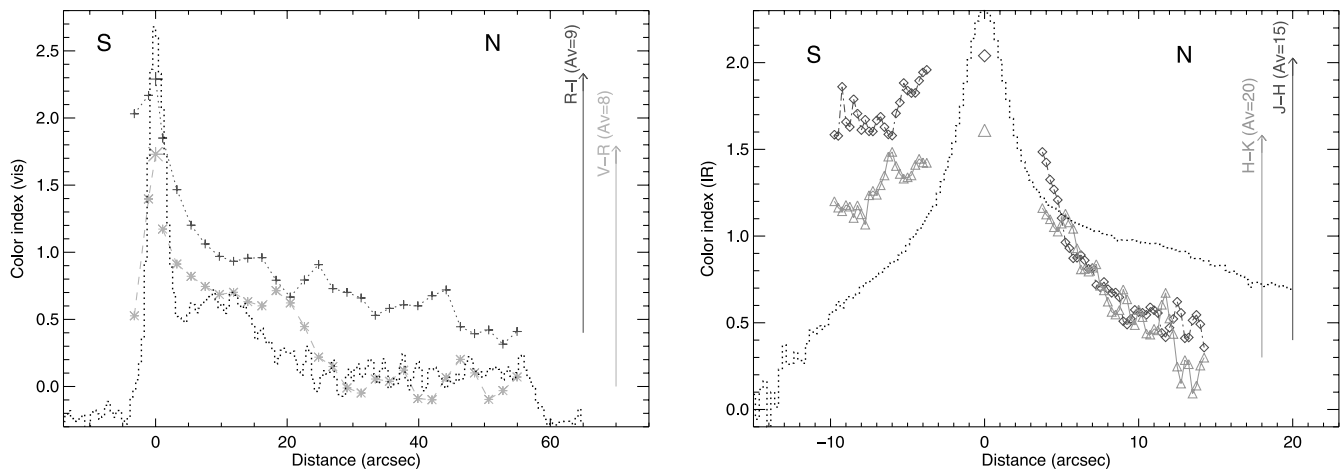 S
N
R−I (Av=9)
V−R (Av=8)
Color index (vis)
2.5
2.0
1.5
1.0
0.5
0.0
0
20
40
60
Distance (arcsec)
S
N
J−H (Av=15)
H−K (Av=20)
Color index (IR)
2.0
1.5
1.0
0.5
0.0
−10
0
10
20
Distance (arcsec)